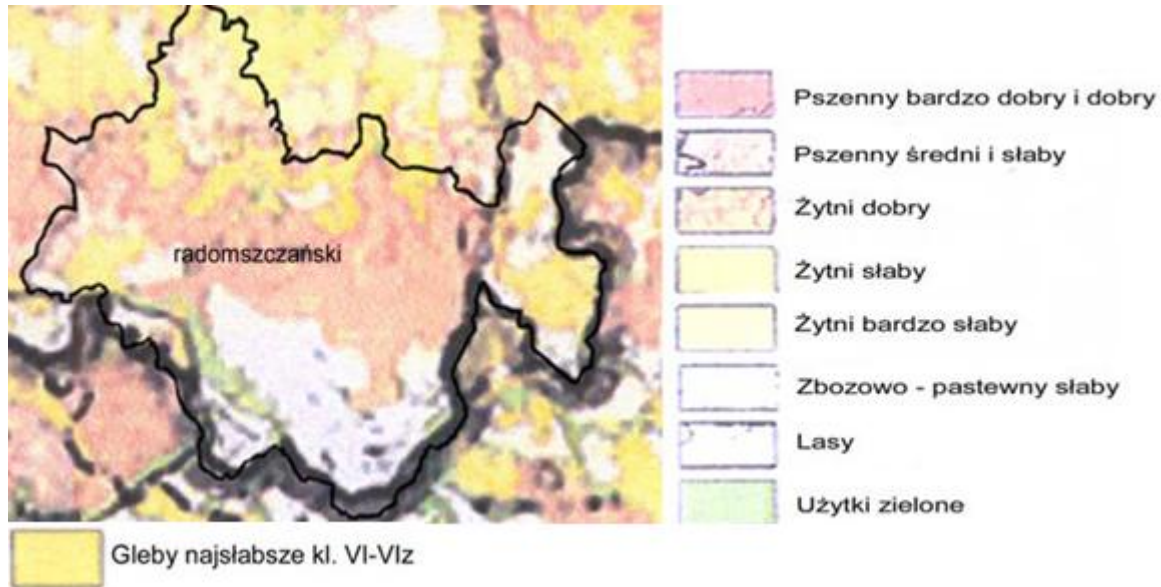 radomszczański
Pszenny bardzo dobry i dobry
Pszenny średni i słaby
Żytni dobry
Żytni słaby
Żytni bardzo słaby
Zbozowo - pastewny słaby
Lasy
Użytki zielone
Gleby najsłabsze kl. VI-VIz